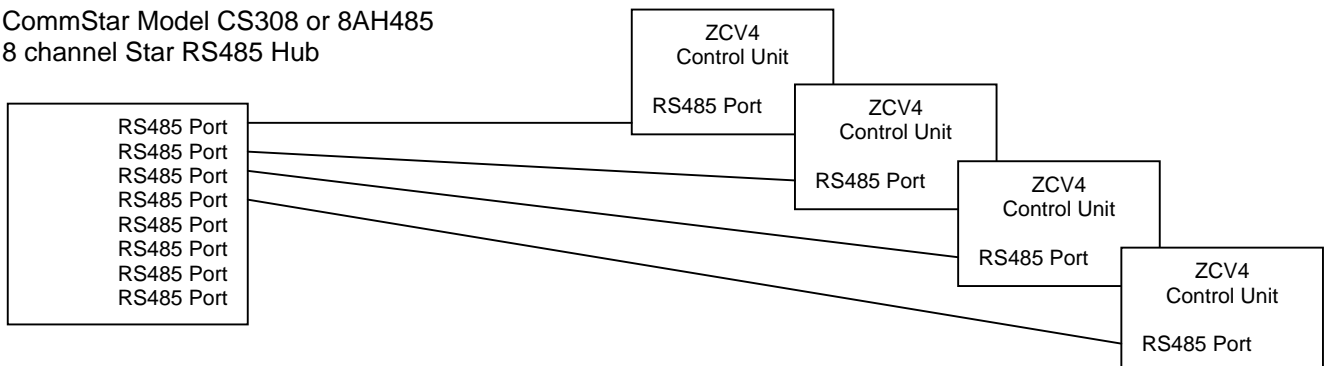 CommStar Model CS308 or 8AH485
8 channel Star RS485 Hub
RS485 Port
RS485 Port
RS485 Port
RS485 Port
RS485 Port
RS485 Port
RS485 Port
RS485 Port
ZCV4
Control Unit
RS485 Port
ZCV4
Control Unit
RS485 Port
ZCV4
Control Unit
RS485 Port
ZCV4
Control Unit
RS485 Port